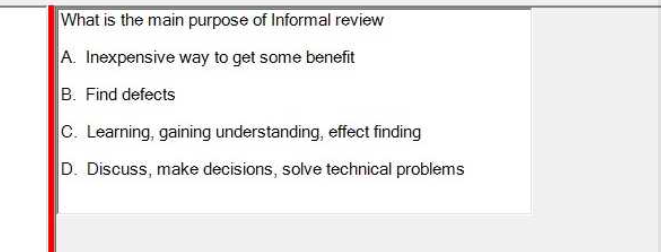 What is the main purpose of Informal review
A. Inexpensive way to get some benefit
B. Find defects
C. Learning, gaining understanding, effect finding
D. Discuss, make decisions, solve technical problems